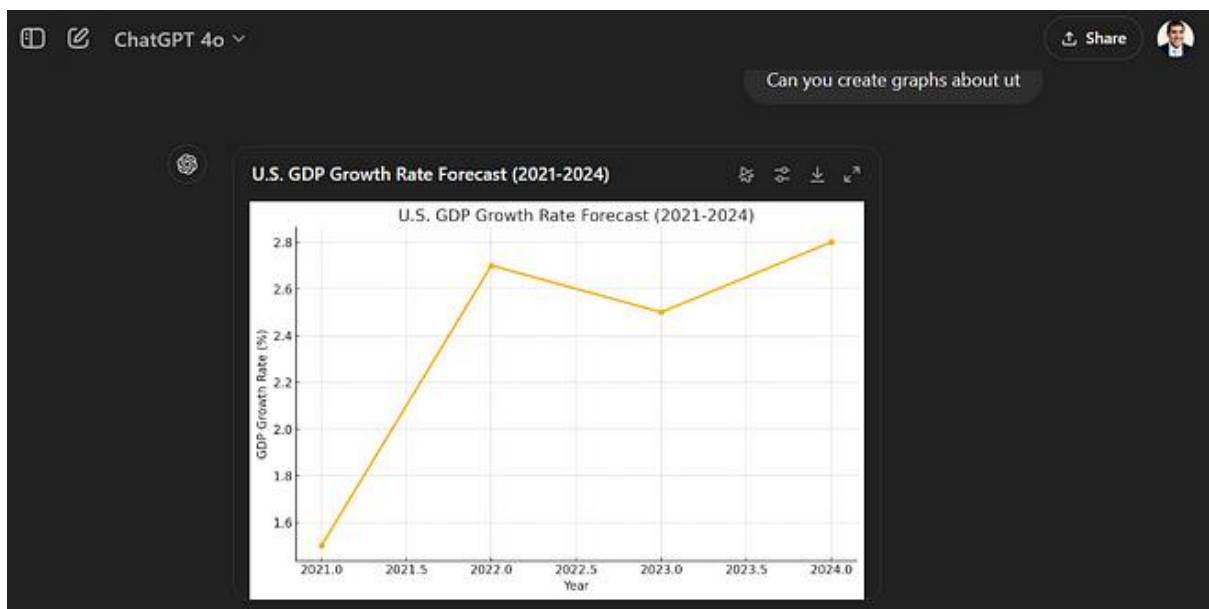 ChatGPT 4o
Share
Can you create graphs about ut
U.S. GDP Growth Rate Forecast (2021-2024)
U.S. GDP Growth Rate Forecast (2021-2024)
GDP Growth Rate (%)
2.8
2.6
2.4
2.2
2.0
1.8
1.6
2021.0 2021.5 2022.0 2022.5 2023.0 2023.5 2024.0
Year